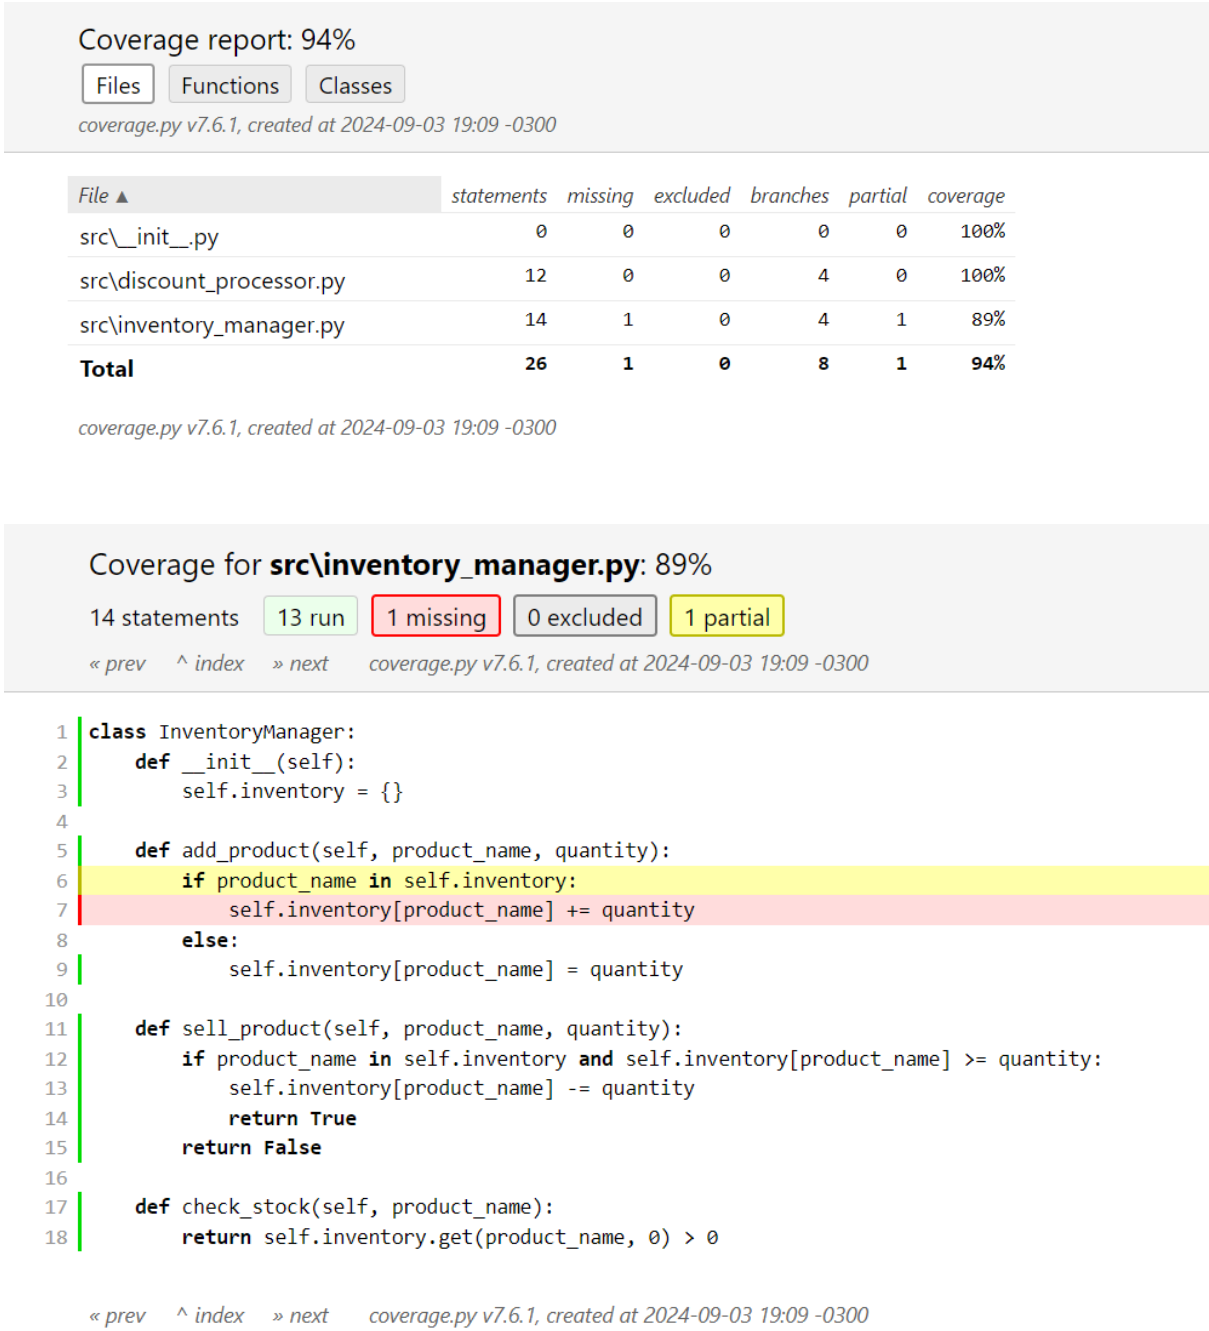 Coverage report: 94%
Files Functions Classes
coverage.py v7.6.1, created at 2024-09-03 19:09 -0300
File ▲ statements missing excluded branches partial coverage
src\__init__.py 0 0 0 0 0 100%
src\discount_processor.py 12 0 0 4 0 100%
src\inventory_manager.py 14 1 0 4 1 89%
Total 26 1 0 8 1 94%
coverage.py v7.6.1, created at 2024-09-03 19:09 -0300
Coverage for src\inventory_manager.py: 89%
14 statements 13 run 1 missing 0 excluded 1 partial
« prev ^ index » next coverage.py v7.6.1, created at 2024-09-03 19:09 -0300
1 class InventoryManager:
2     def __init__(self):
3         self.inventory = {}
4
5     def add_product(self, product_name, quantity):
6         if product_name in self.inventory:
7             self.inventory[product_name] += quantity
8         else:
9             self.inventory[product_name] = quantity
10
11     def sell_product(self, product_name, quantity):
12         if product_name in self.inventory and self.inventory[product_name] >= quantity:
13             self.inventory[product_name] -= quantity
14             return True
15         return False
16
17     def check_stock(self, product_name):
18         return self.inventory.get(product_name, 0) > 0
« prev ^ index » next coverage.py v7.6.1, created at 2024-09-03 19:09 -0300